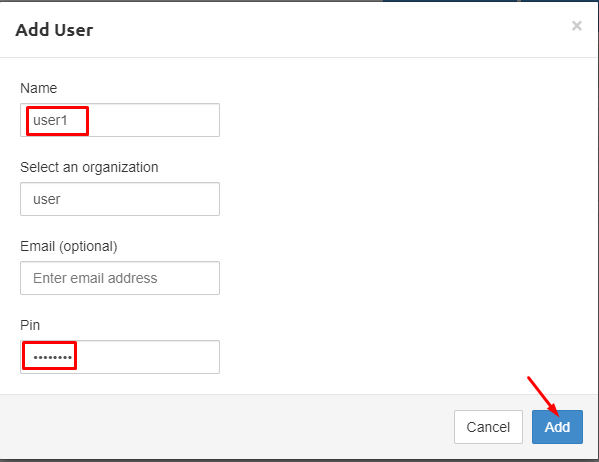 Add User
×
Name
user1
Select an organization
user
Email (optional)
Enter email address
Pin
••••••••
Cancel
Add